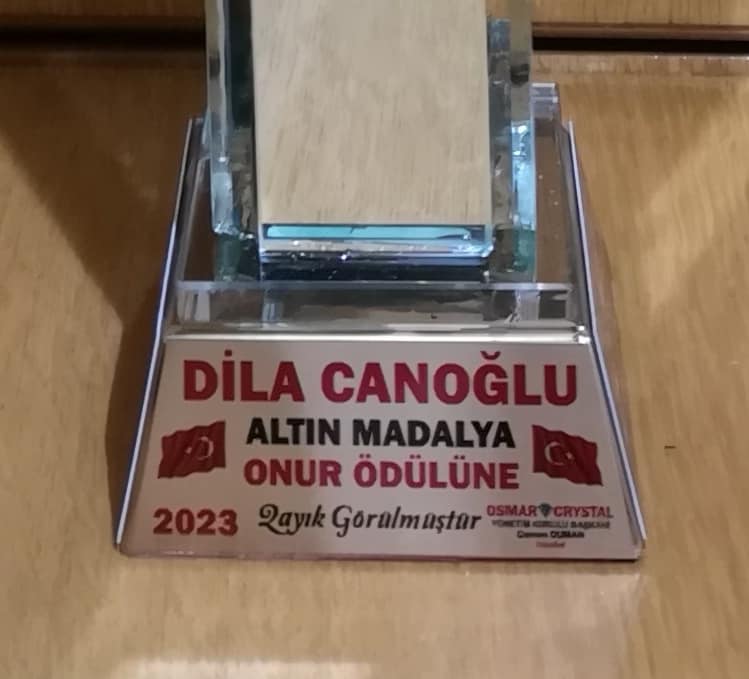 DİLA CANOĞLU
ALTIN MADALYA
ONUR ÖDÜLÜNE
2023 Layık Görülmüştür
OSMAR CRYSTAL
YÖNETİM KURULU BAŞKANI
Osman DUMAN